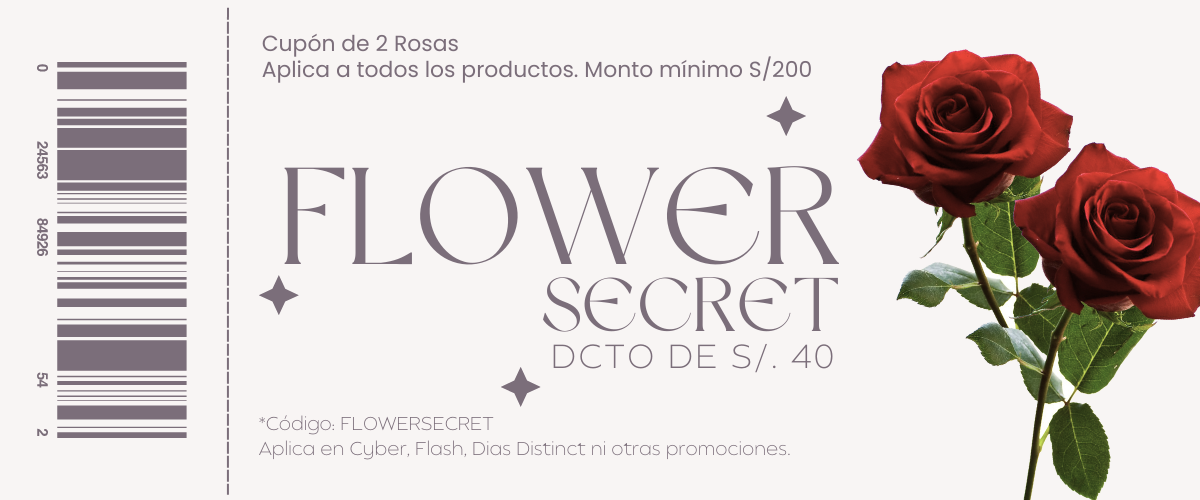 Cupón de 2 Rosas
Aplica a todos los productos. Monto mínimo S/200
FLOWER
SECRET
DCTO DE S/. 40
*Código: FLOWERSECRET
Aplica en Cyber, Flash, Dias Distinct ni otras promociones.
0 24563 84926 54 2